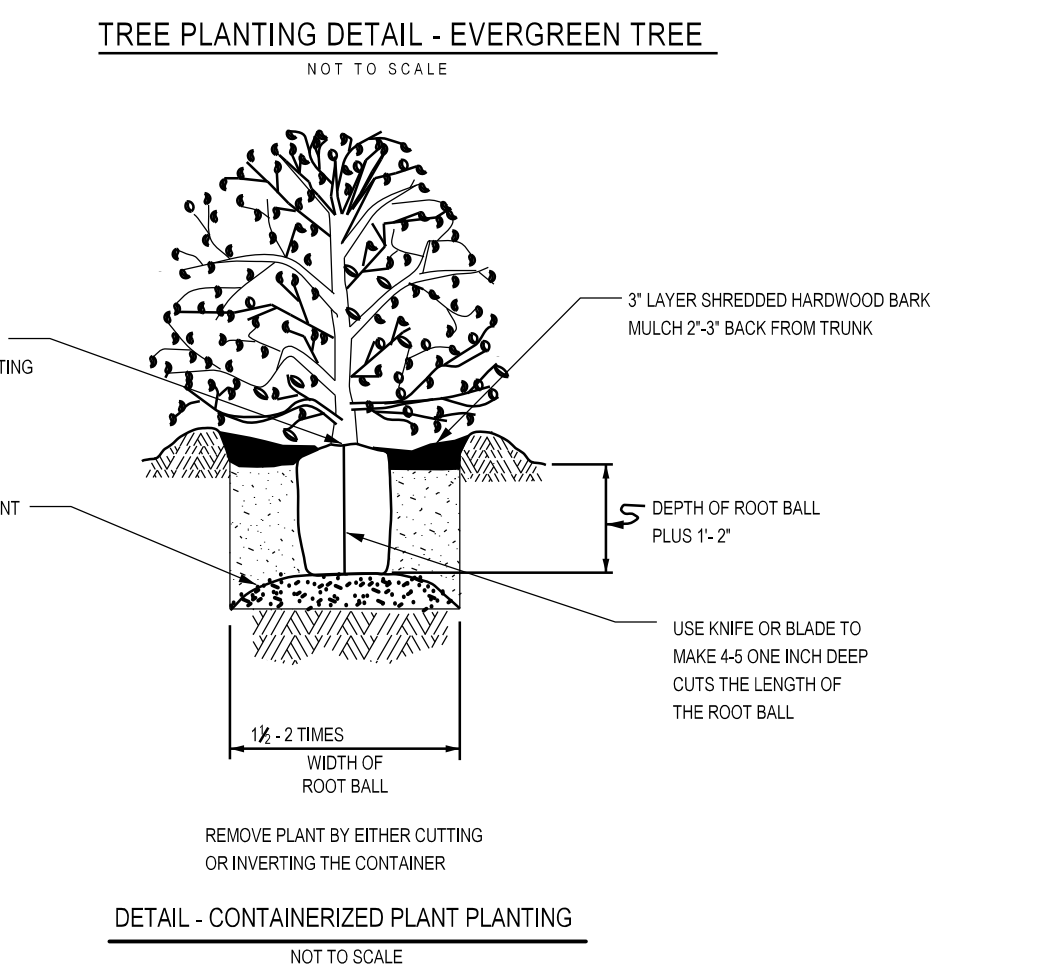 TREE PLANTING DETAIL - EVERGREEN TREE
NOT TO SCALE
3" LAYER SHREDDED HARDWOOD BARK
MULCH 2"-3" BACK FROM TRUNK
TING
NT
DEPTH OF ROOT BALL
PLUS 1'- 2"
USE KNIFE OR BLADE TO
MAKE 4-5 ONE INCH DEEP
CUTS THE LENGTH OF
THE ROOT BALL
1½ - 2 TIMES
WIDTH OF
ROOT BALL
REMOVE PLANT BY EITHER CUTTING
OR INVERTING THE CONTAINER
DETAIL - CONTAINERIZED PLANT PLANTING
NOT TO SCALE